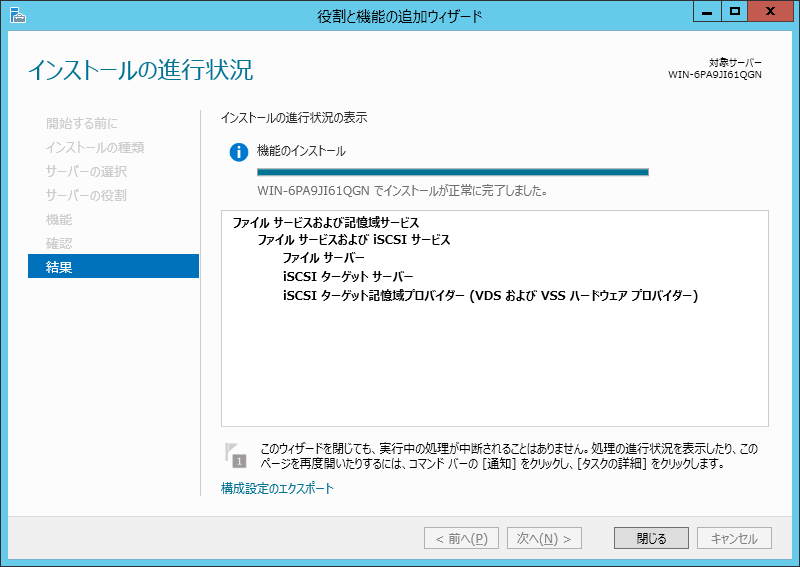 役割と機能の追加ウィザード
インストールの進行状況
対象サーバー
WIN-6PA9JI61QGN
開始する前に
インストールの種類
サーバーの選択
サーバーの役割
機能
確認
結果
インストールの進行状況の表示
機能のインストール
WIN-6PA9JI61QGN でインストールが正常に完了しました。
ファイル サービスおよび記憶域サービス
ファイル サービスおよび iSCSI サービス
ファイル サーバー
iSCSI ターゲット サーバー
iSCSI ターゲット記憶域プロバイダー (VDS および VSS ハードウェア プロバイダー)
1
このウィザードを閉じても、実行中の処理が中断されることはありません。処理の進行状況を表示したり、この
ページを再度開いたりするには、コマンド バーの [通知] をクリックし、[タスクの詳細] をクリックします。
構成設定のエクスポート
< 前へ(P)
次へ(N) >
閉じる
キャンセル